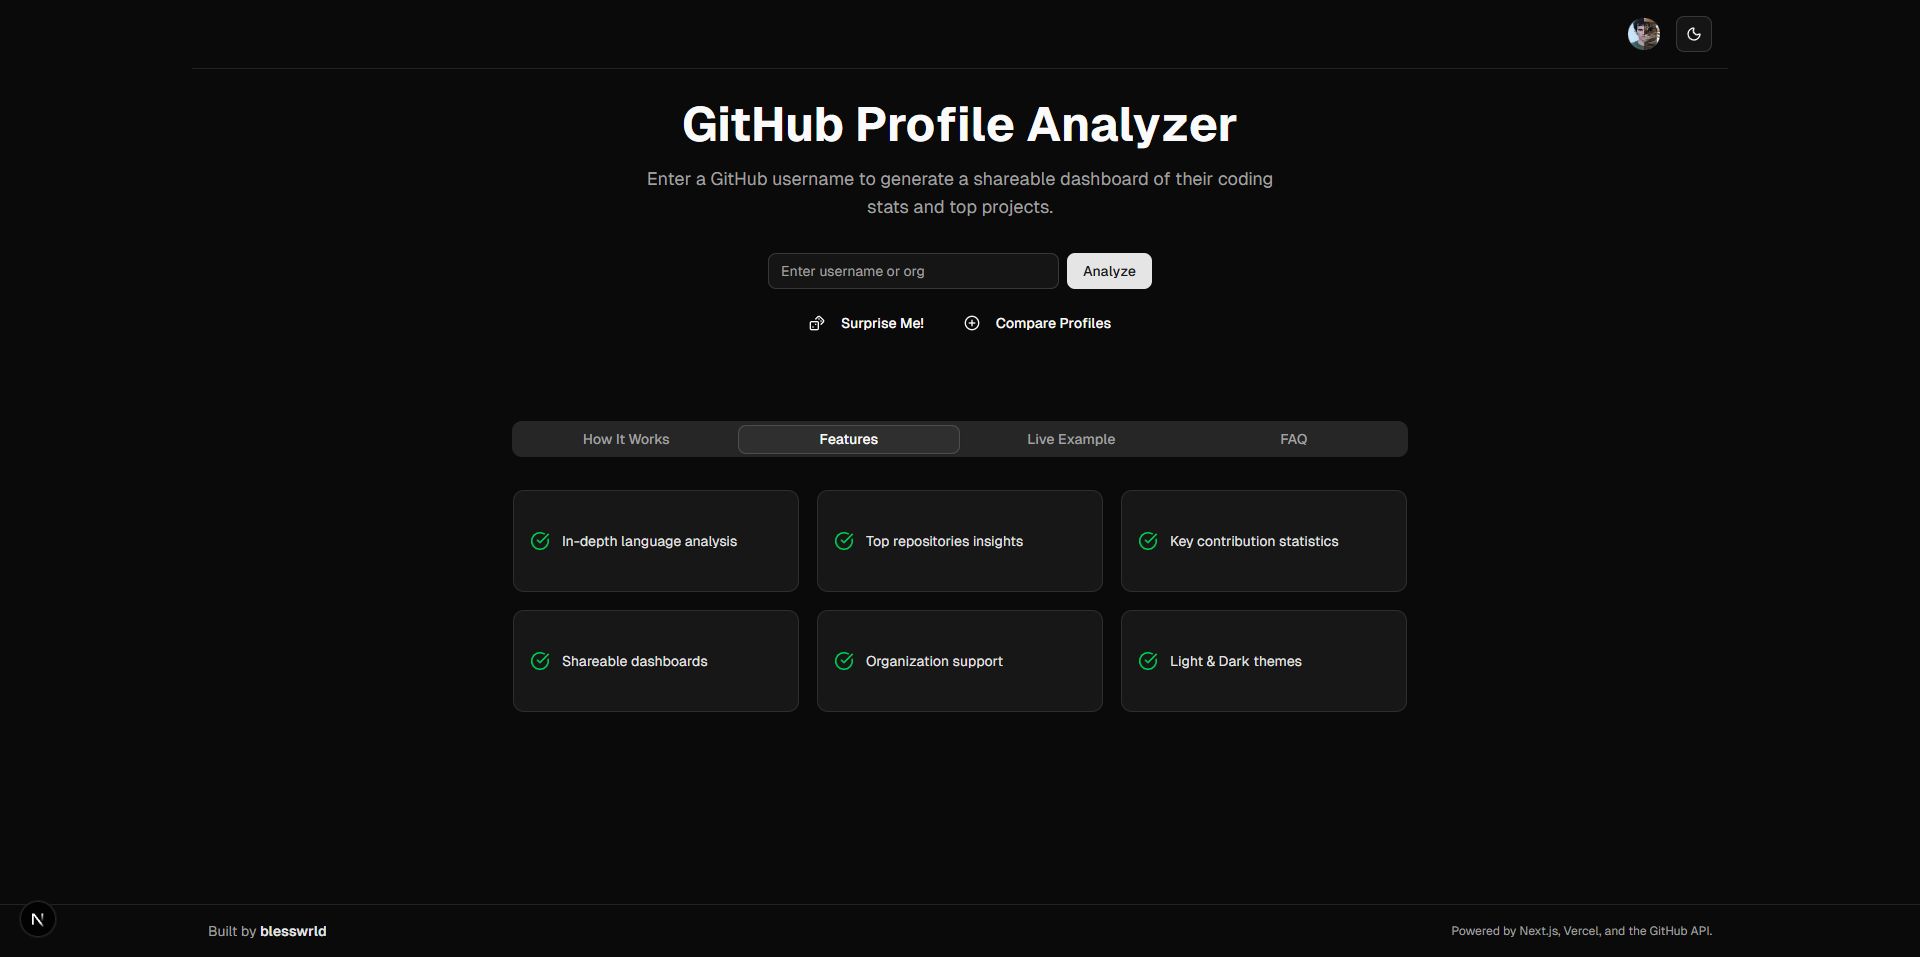 GitHub Profile Analyzer
Enter a GitHub username to generate a shareable dashboard of their coding
stats and top projects.
Enter username or org
Analyze
Surprise Me!
Compare Profiles
How It Works
Features
Live Example
FAQ
In-depth language analysis
Top repositories insights
Key contribution statistics
Shareable dashboards
Organization support
Light & Dark themes
N
Built by blesswrld
Powered by Next.js, Vercel, and the GitHub API.